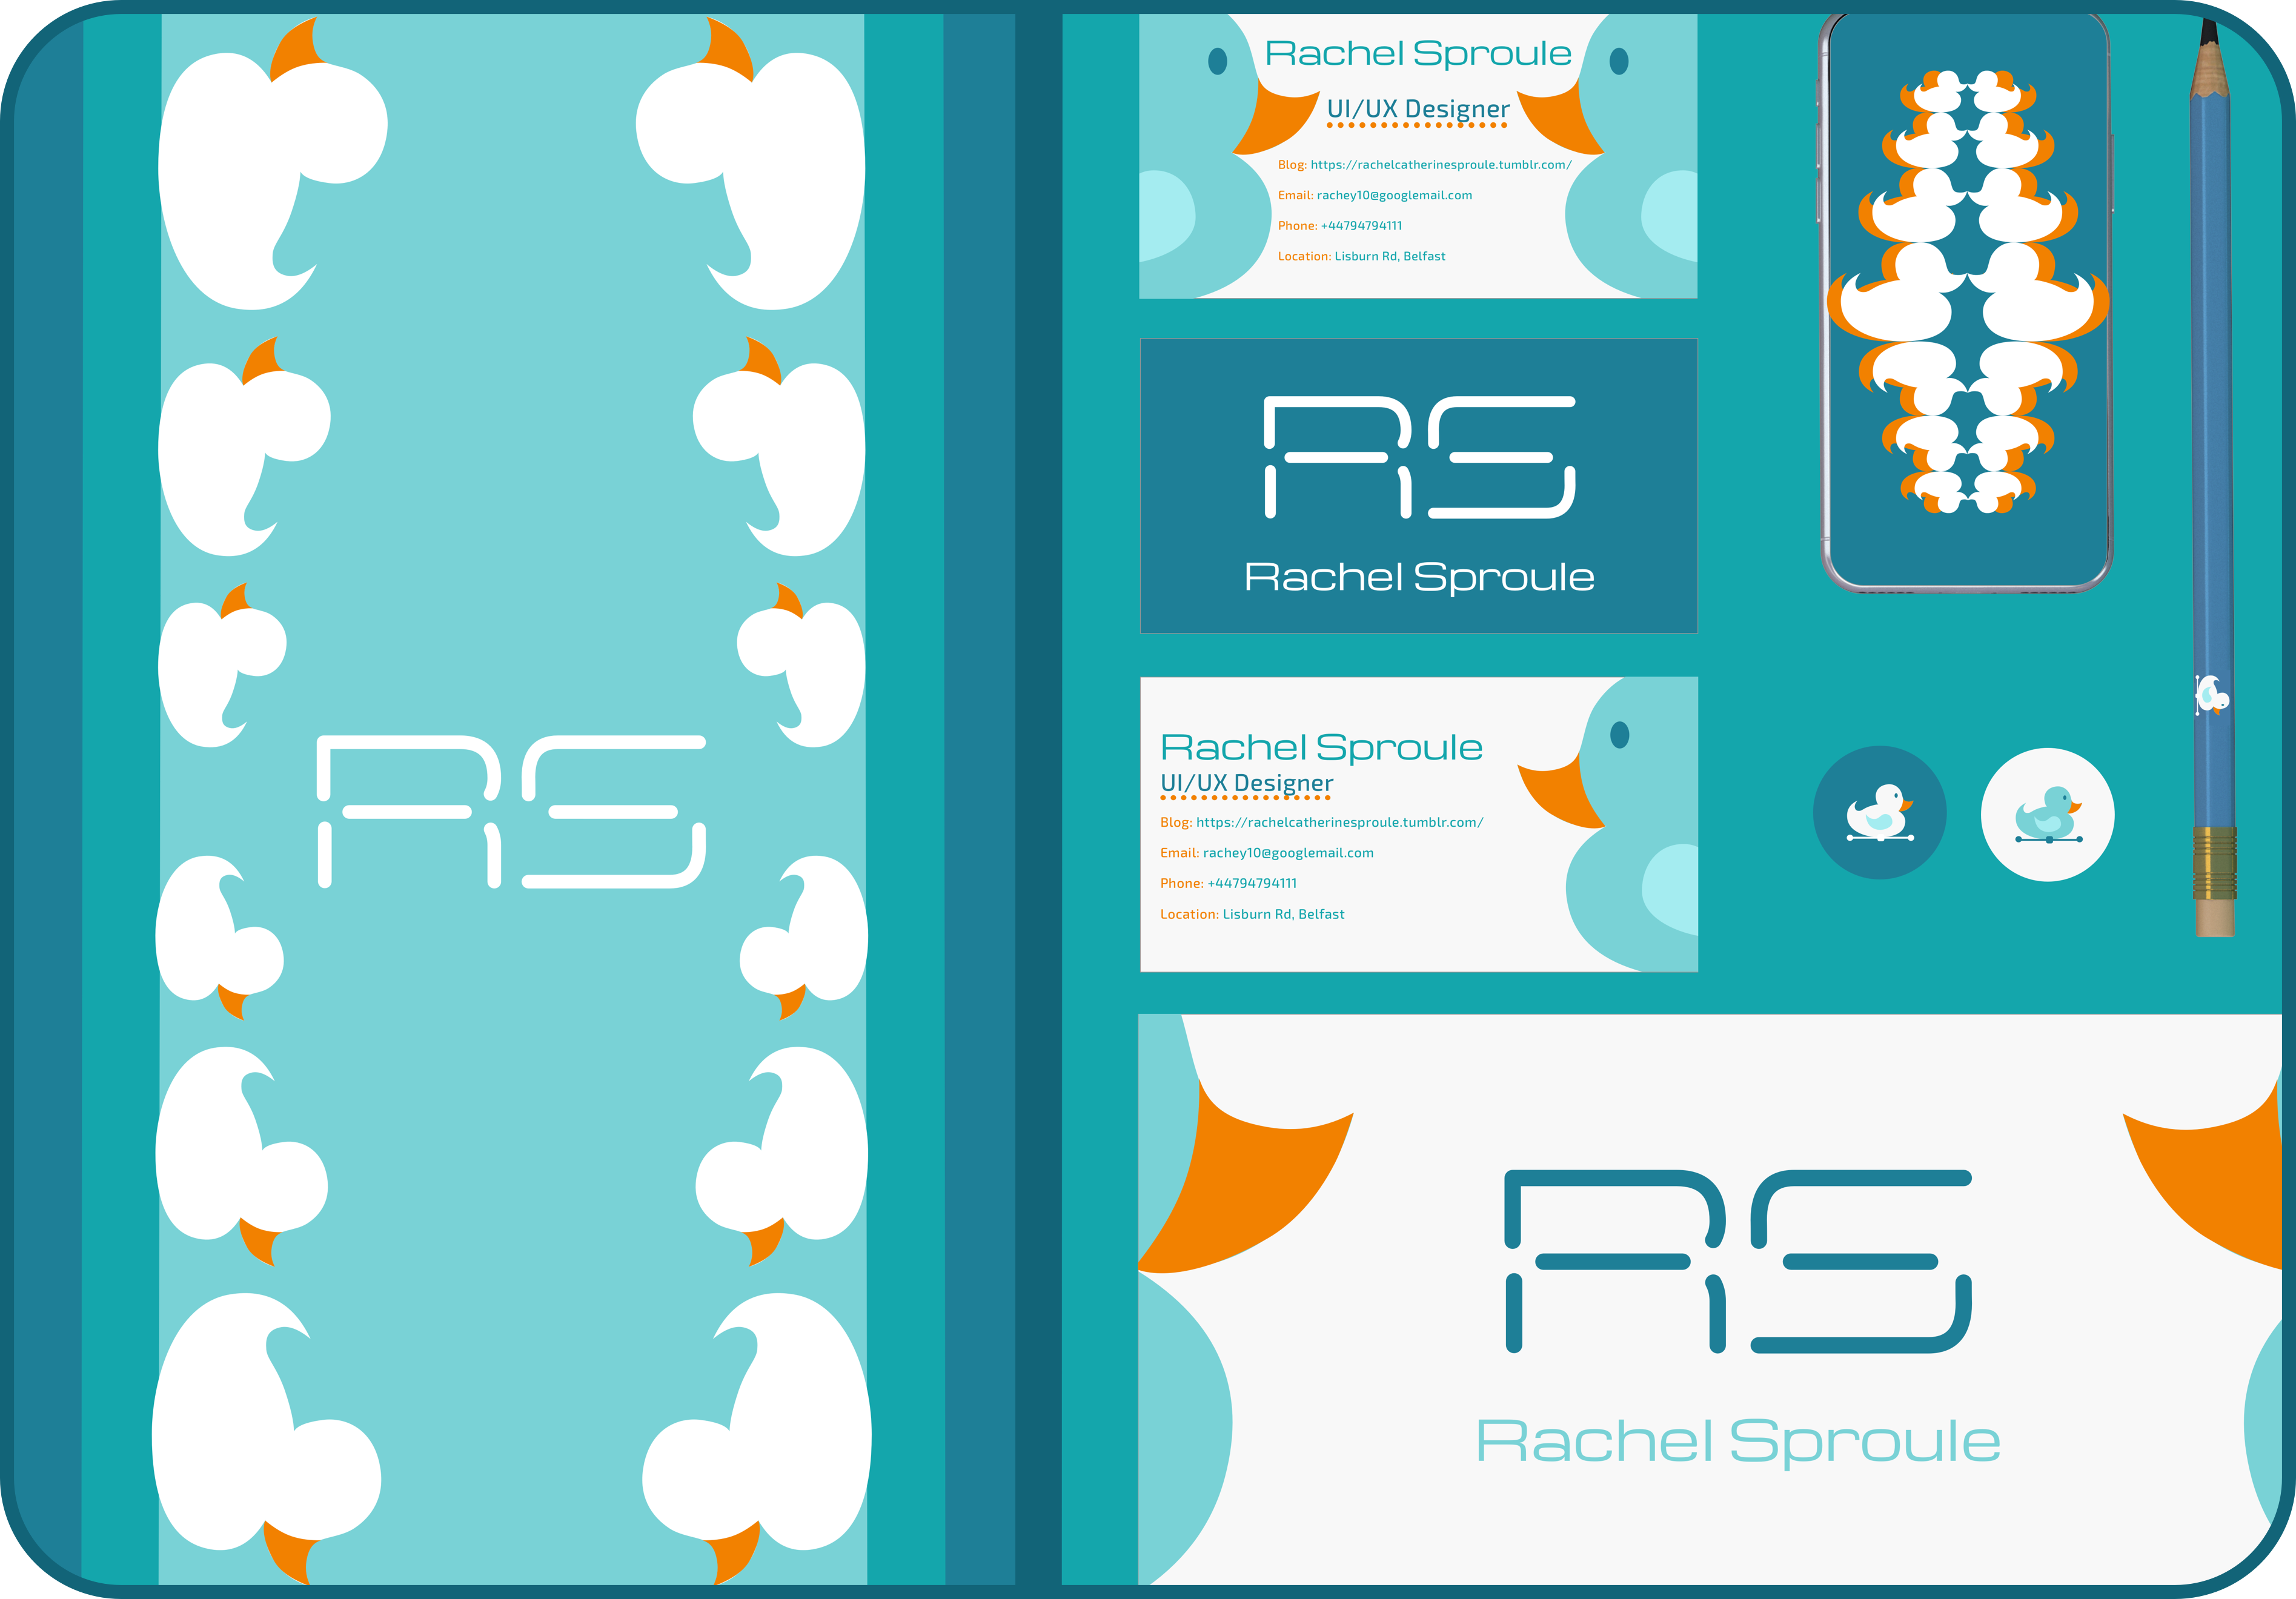 RS
Rachel Sproule
UI/UX Designer
Blog: https://rachelcatherinesproule.tumblr.com/
Email: rachey10@googlemail.com
Phone: +44794794111
Location: Lisburn Rd, Belfast
RS
Rachel Sproule
Rachel Sproule
UI/UX Designer
Blog: https://rachelcatherinesproule.tumblr.com/
Email: rachey10@googlemail.com
Phone: +44794794111
Location: Lisburn Rd, Belfast
RS
Rachel Sproule